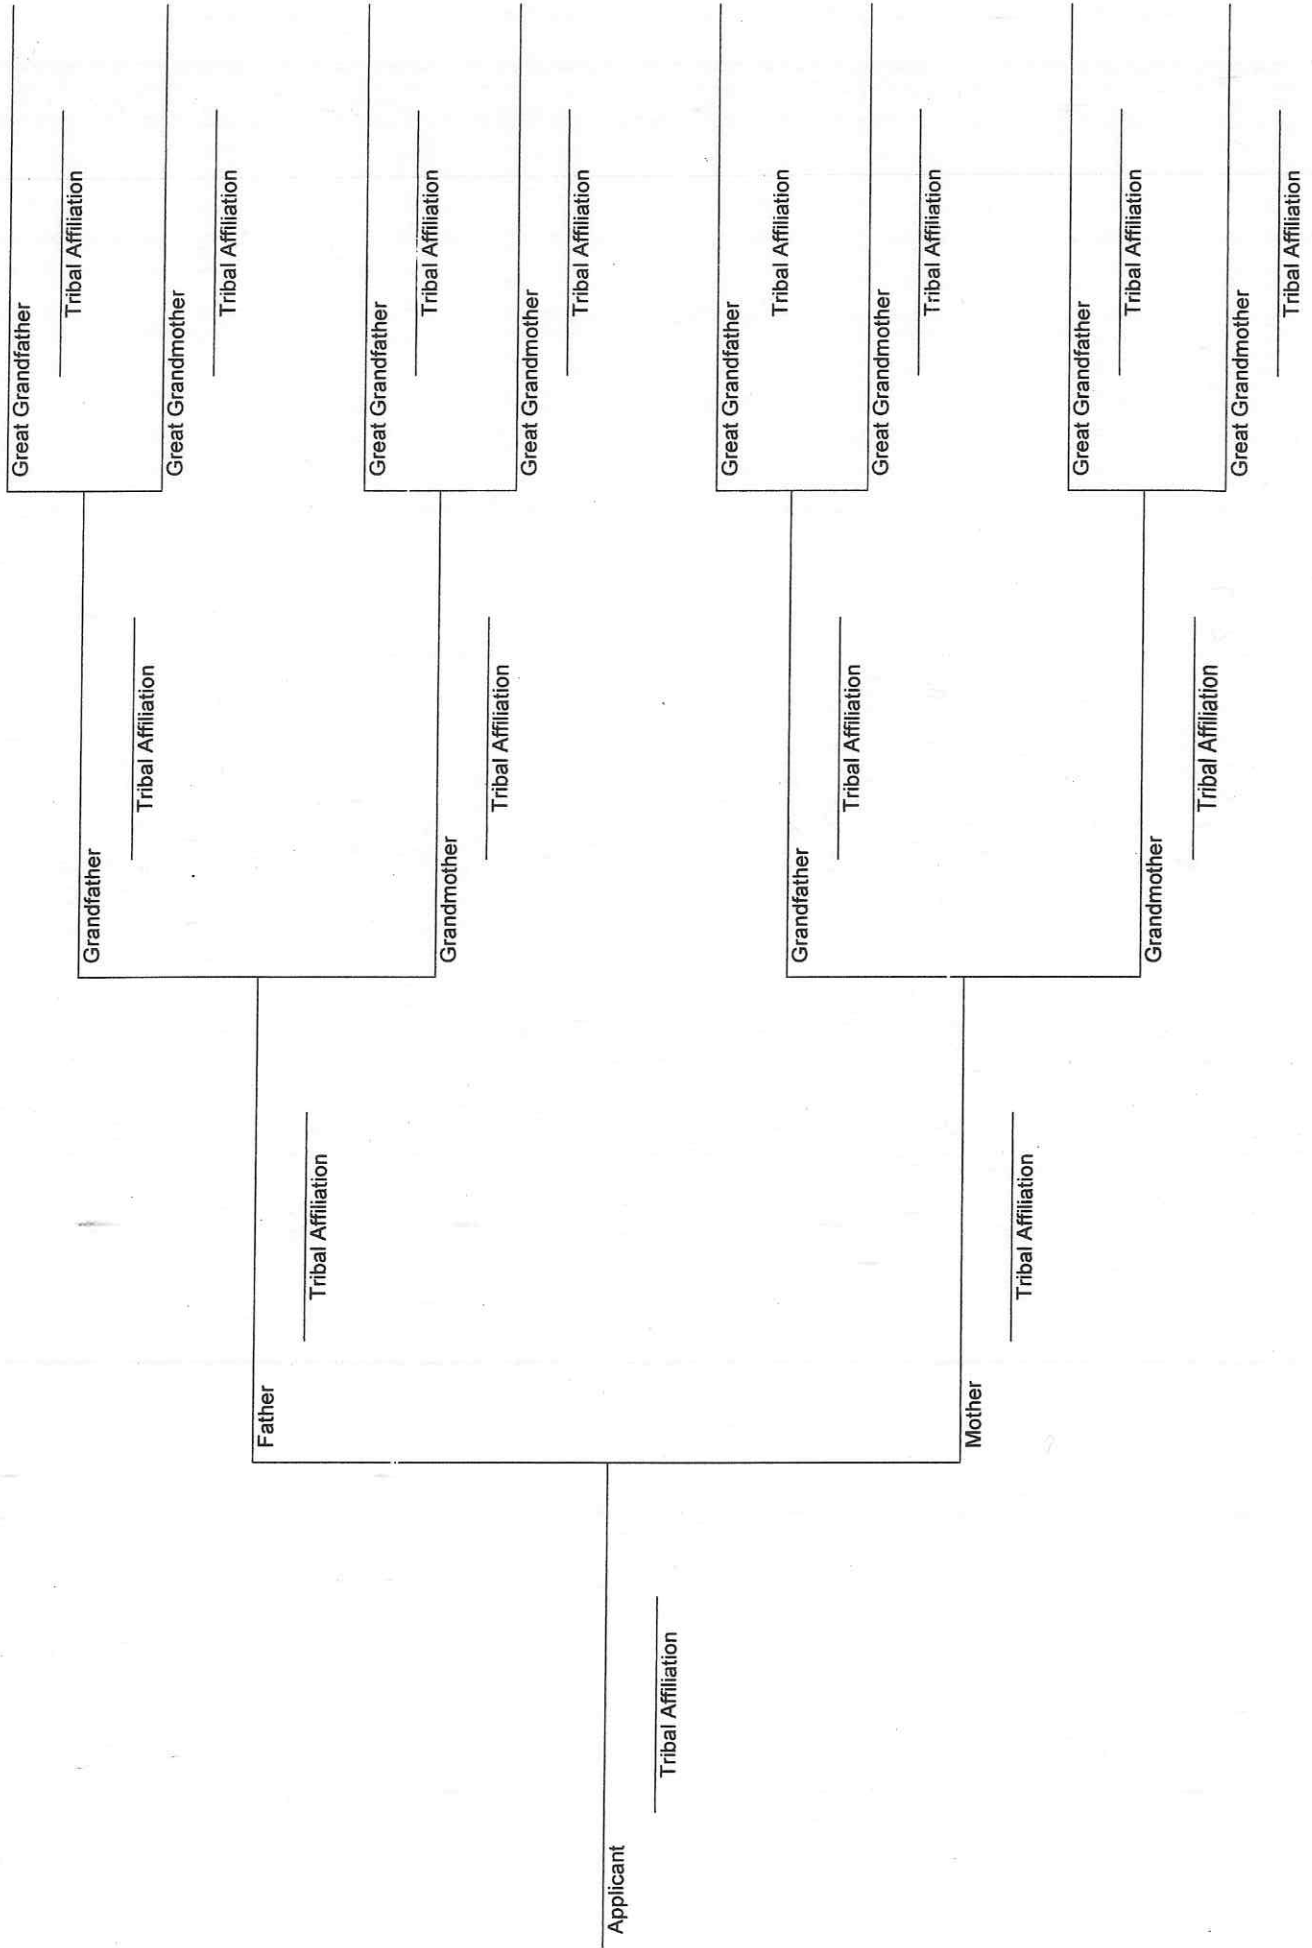 Great Grandfather
Tribal Affiliation
Grandfather
Tribal Affiliation
Great Grandmother
Tribal Affiliation
Father
Tribal Affiliation
Great Grandfather
Tribal Affiliation
Grandmother
Tribal Affiliation
Great Grandmother
Tribal Affiliation
Applicant
Tribal Affiliation
Great Grandfather
Tribal Affiliation
Grandfather
Tribal Affiliation
Great Grandmother
Tribal Affiliation
Mother
Tribal Affiliation
Great Grandfather
Tribal Affiliation
Grandmother
Tribal Affiliation
Great Grandmother
Tribal Affiliation